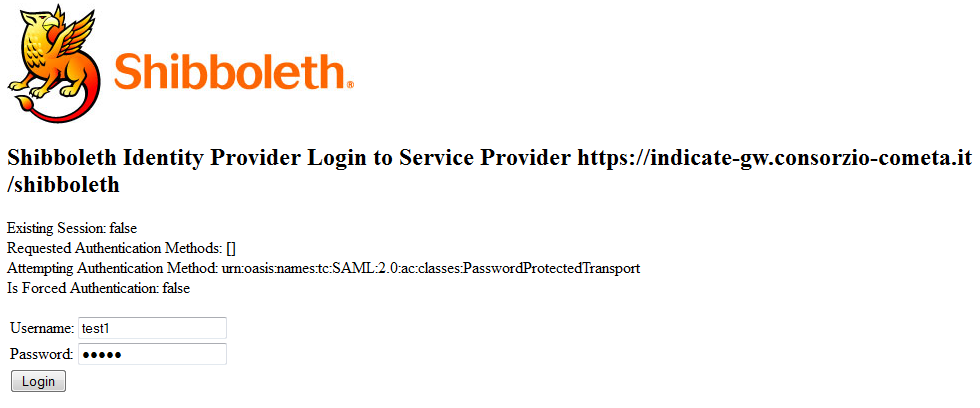 Shibboleth®
Shibboleth Identity Provider Login to Service Provider https://indicate-gw.consorzio-cometa.it
/shibboleth
Existing Session: false
Requested Authentication Methods: []
Attempting Authentication Method: urn:oasis:names:tc:SAML:2.0:ac:classes:PasswordProtectedTransport
Is Forced Authentication: false
Username: test1
Password: •••••
Login